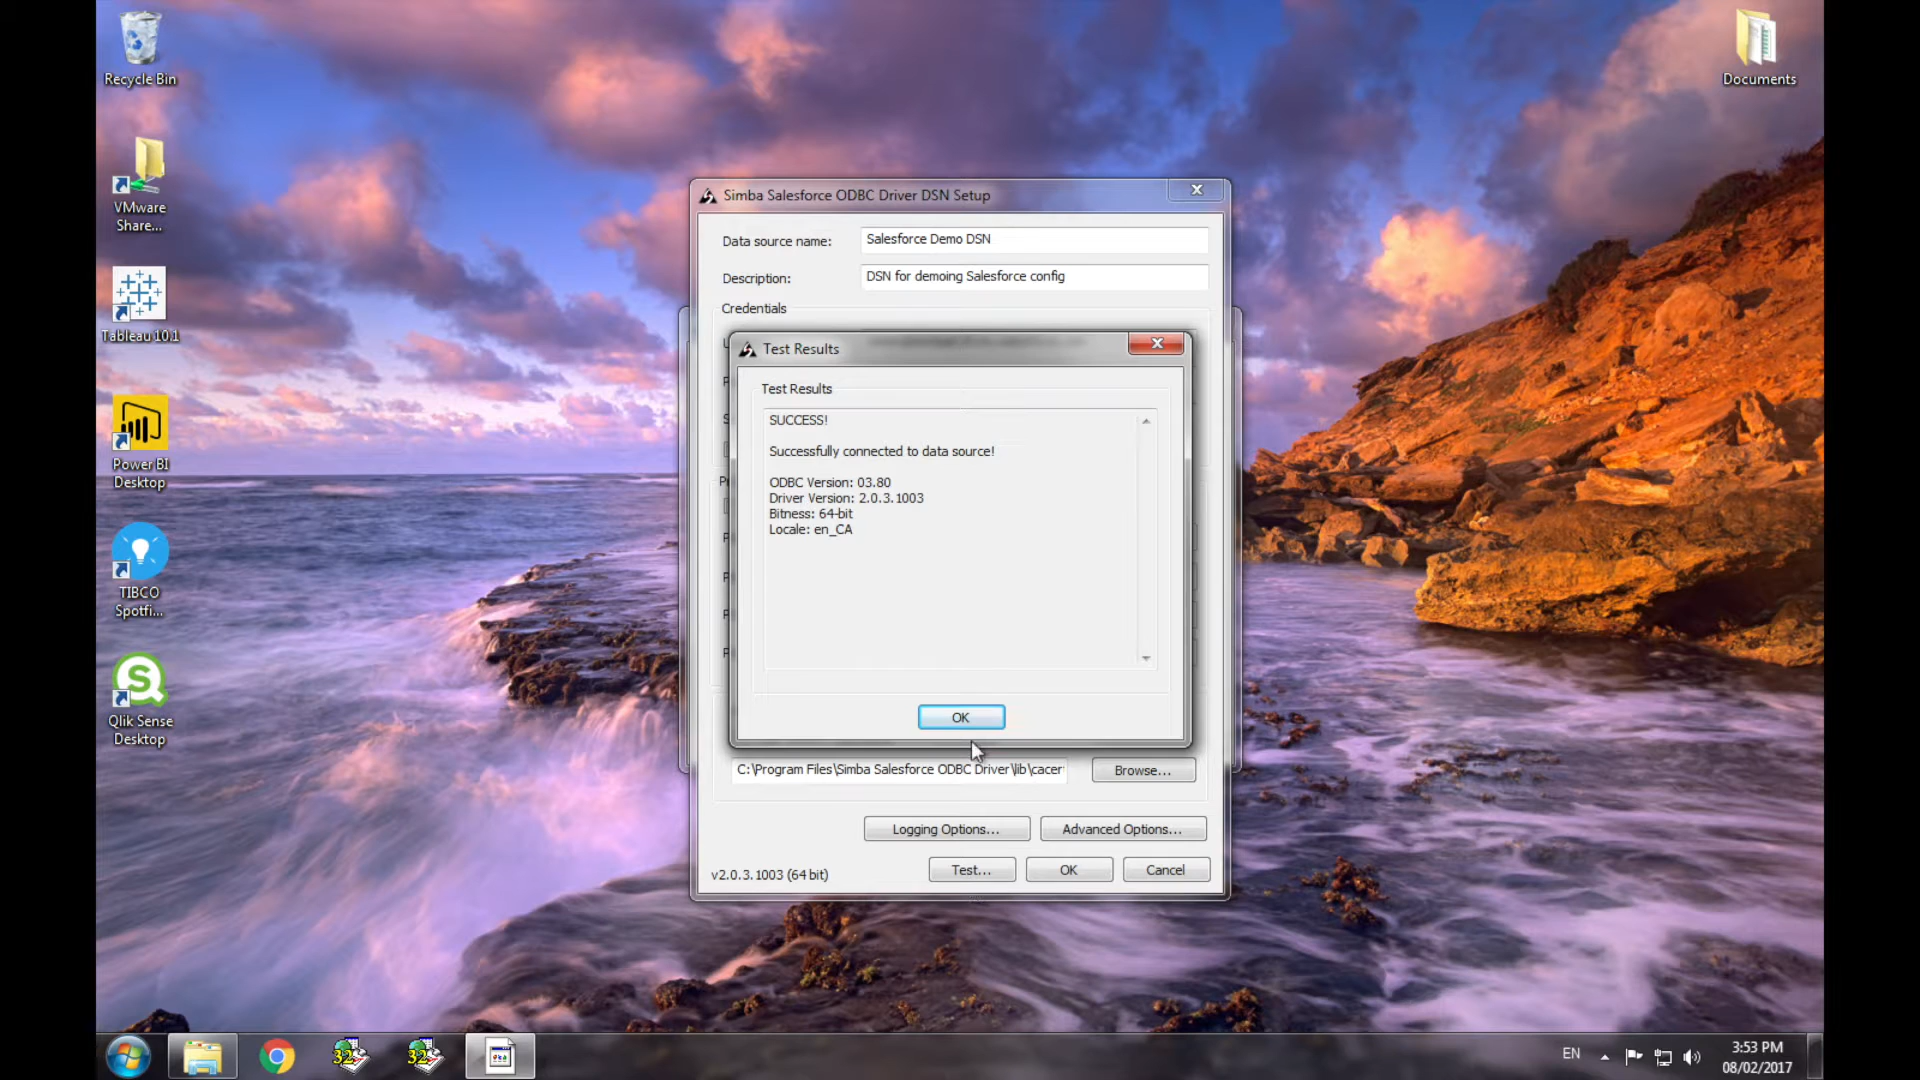 Recycle Bin
Documents
VMware
Share...
Tableau 10.1
Power BI
Desktop
TIBCO
Spotfi...
Qlik Sense
Desktop
Simba Salesforce ODBC Driver DSN Setup
Data source name:
Salesforce Demo DSN
Description:
DSN for demoing Salesforce config
Credentials
Test Results
Test Results
SUCCESS!
Successfully connected to data source!
ODBC Version: 03.80
Driver Version: 2.0.3.1003
Bitness: 64-bit
Locale: en_CA
OK
C:\Program Files\Simba Salesforce ODBC Driver\lib\cacer
Browse...
Logging Options...
Advanced Options...
v2.0.3.1003 (64 bit)
Test...
OK
Cancel
32
32
EN
3:53 PM
08/02/2017